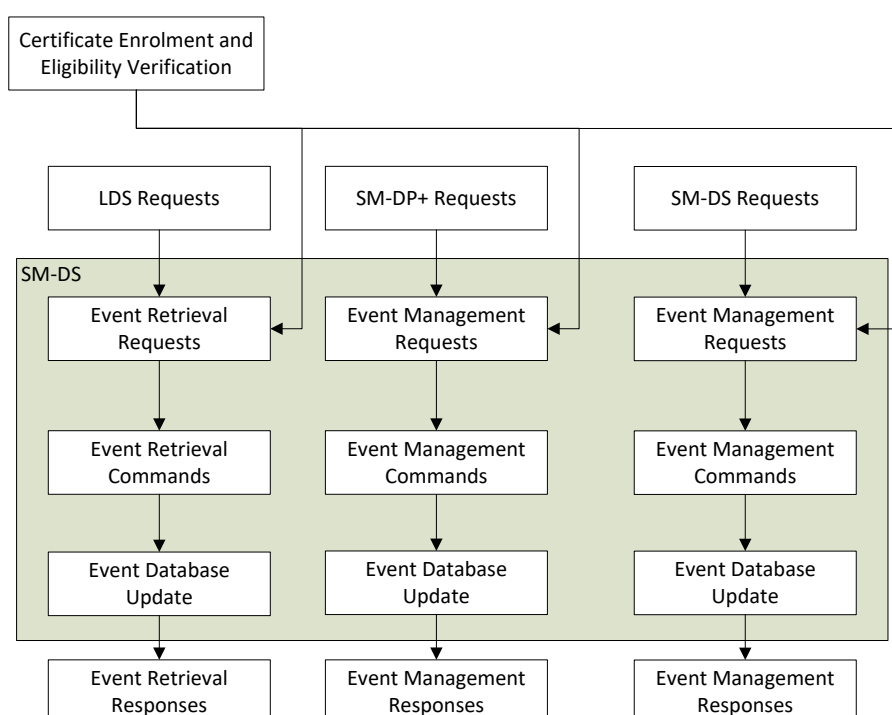 Certificate Enrolment and
Eligibility Verification
LDS Requests
SM-DP+ Requests
SM-DS Requests
SM-DS
Event Retrieval
Requests
Event Management
Requests
Event Management
Requests
Event Retrieval
Commands
Event Management
Commands
Event Management
Commands
Event Database
Update
Event Database
Update
Event Database
Update
Event Retrieval
Responses
Event Management
Responses
Event Management
Responses